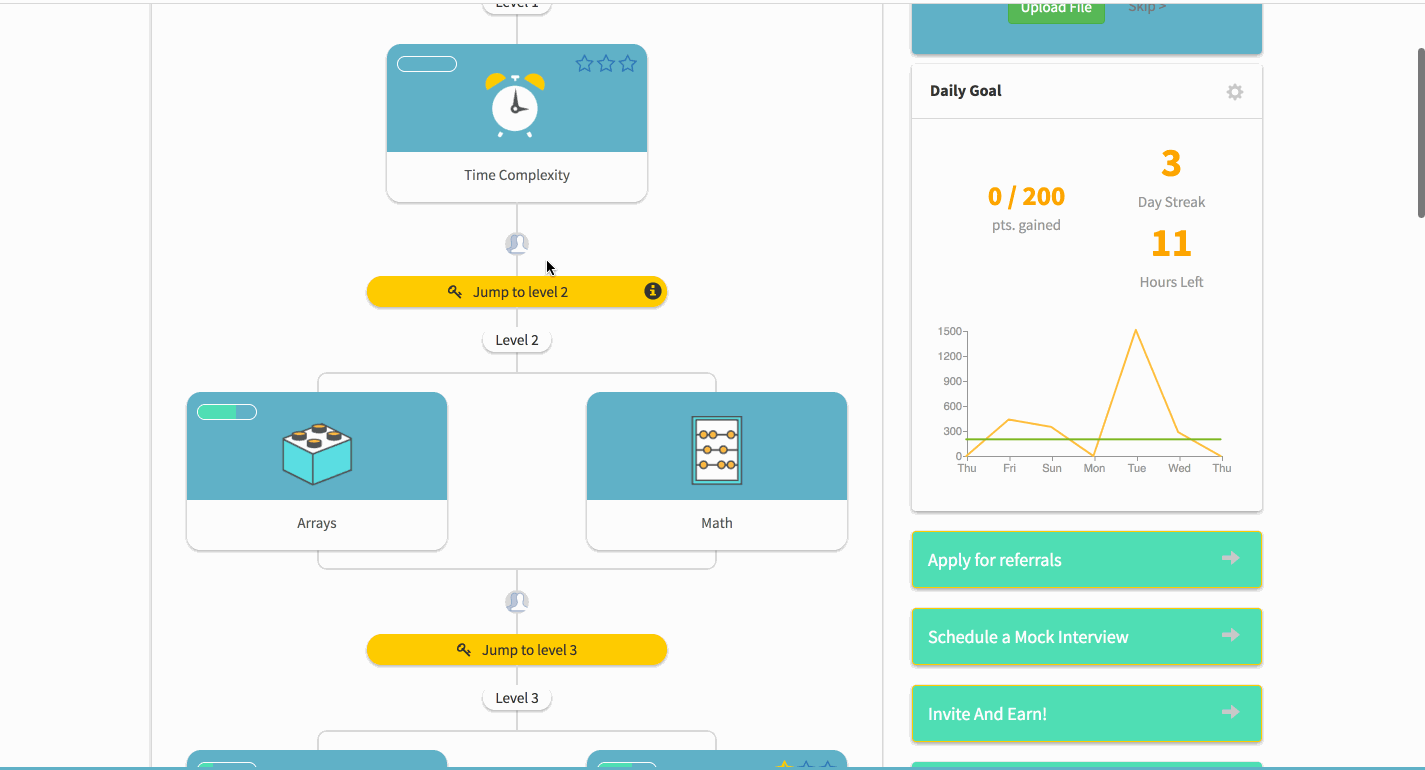 Level 1
Time Complexity
Jump to level 2
Level 2
Arrays
Math
Jump to level 3
Level 3
Upload File
Skip >
Daily Goal
0 / 200
pts. gained
3
Day Streak
11
Hours Left
1500
1200
900
600
300
0
Thu Fri Sun Mon Tue Wed Thu
Apply for referrals
Schedule a Mock Interview
Invite And Earn!